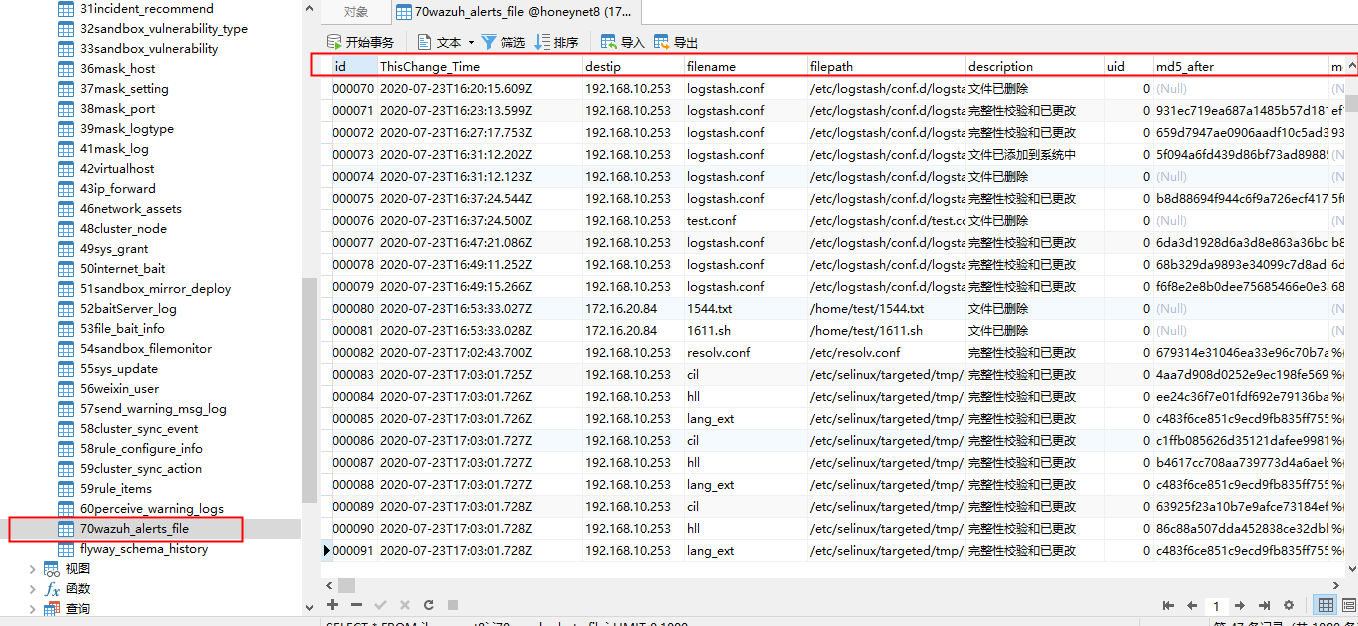 31incident_recommend
32sandbox_vulnerability_type
33sandbox_vulnerability
36mask_host
37mask_setting
38mask_port
39mask_logtype
41mask_log
42virtualhost
43ip_forward
46network_assets
48cluster_node
49sys_grant
50internet_bait
51sandbox_mirror_deploy
52baitServer_log
53file_bait_info
54sandbox_filemonitor
55sys_update
56weixin_user
57send_warning_msg_log
58cluster_sync_event
58rule_configure_info
59cluster_sync_action
59rule_items
60perceive_warning_logs
70wazuh_alerts_file
flyway_schema_history
视图
函数
查询
对象 70wazuh_alerts_file @honeynet8 (17...
开始事务 文本 筛选 排序 导入 导出
id ThisChange_Time destip filename filepath description uid md5_after
000070 2020-07-23T16:20:15.609Z 192.168.10.253 logstash.conf /etc/logstash/conf.d/logsta 文件已删除 0 (Null)
000071 2020-07-23T16:23:13.599Z 192.168.10.253 logstash.conf /etc/logstash/conf.d/logsta 完整性校验和已更改 0 931ec719ea687a1485b57d181 ef
000072 2020-07-23T16:27:17.753Z 192.168.10.253 logstash.conf /etc/logstash/conf.d/logsta 完整性校验和已更改 0 659d7947ae0906aadf10c5ad3 93
000073 2020-07-23T16:31:12.202Z 192.168.10.253 logstash.conf /etc/logstash/conf.d/logsta 文件已添加到系统中 0 5f094a6fd439d86bf73ad8988 (N
000074 2020-07-23T16:31:12.123Z 192.168.10.253 logstash.conf /etc/logstash/conf.d/logsta 文件已删除 0 (Null) (N
000075 2020-07-23T16:37:24.544Z 192.168.10.253 logstash.conf /etc/logstash/conf.d/logsta 完整性校验和已更改 0 b8d88694f944c6f9a726ecf417 5f
000076 2020-07-23T16:37:24.500Z 192.168.10.253 test.conf /etc/logstash/conf.d/test.co 文件已删除 0 (Null) (N
000077 2020-07-23T16:47:21.086Z 192.168.10.253 logstash.conf /etc/logstash/conf.d/logsta 完整性校验和已更改 0 6da3d1928d6a3d8e863a36bc b8
000078 2020-07-23T16:49:11.252Z 192.168.10.253 logstash.conf /etc/logstash/conf.d/logsta 完整性校验和已更改 0 68b329da9893e34099c7d8ad 6d
000079 2020-07-23T16:49:15.266Z 192.168.10.253 logstash.conf /etc/logstash/conf.d/logsta 完整性校验和已更改 0 f6f8e2e8b0dee75685466e0e3 68
000080 2020-07-23T16:53:33.027Z 172.16.20.84 1544.txt /home/test/1544.txt 文件已删除 0 (Null) (N
000081 2020-07-23T16:53:33.028Z 172.16.20.84 1611.sh /home/test/1611.sh 文件已删除 0 (Null) (N
000082 2020-07-23T17:02:43.700Z 192.168.10.253 resolv.conf /etc/resolv.conf 完整性校验和已更改 0 679314e31046ea33e96c70b7a %(
000083 2020-07-23T17:03:01.725Z 192.168.10.253 cil /etc/selinux/targeted/tmp/ 完整性校验和已更改 0 4aa7d908d0252e9ec198fe569 %(
000084 2020-07-23T17:03:01.726Z 192.168.10.253 hll /etc/selinux/targeted/tmp/ 完整性校验和已更改 0 ee24c36f7e01fdf692e79136ba %(
000085 2020-07-23T17:03:01.726Z 192.168.10.253 lang_ext /etc/selinux/targeted/tmp/ 完整性校验和已更改 0 c483f6ce851c9ecd9fb835ff755 %(
000086 2020-07-23T17:03:01.727Z 192.168.10.253 cil /etc/selinux/targeted/tmp/ 完整性校验和已更改 0 c1ffb085626d35121dafee9981 %(
000087 2020-07-23T17:03:01.727Z 192.168.10.253 hll /etc/selinux/targeted/tmp/ 完整性校验和已更改 0 b4617cc708aa739773d4a6aeb %(
000088 2020-07-23T17:03:01.727Z 192.168.10.253 lang_ext /etc/selinux/targeted/tmp/ 完整性校验和已更改 0 c483f6ce851c9ecd9fb835ff755 %(
000089 2020-07-23T17:03:01.728Z 192.168.10.253 cil /etc/selinux/targeted/tmp/ 完整性校验和已更改 0 63925f23a10b7e9afce73184ef %(
000090 2020-07-23T17:03:01.728Z 192.168.10.253 hll /etc/selinux/targeted/tmp/ 完整性校验和已更改 0 86c88a507dda452838ce32dbl %(
000091 2020-07-23T17:03:01.728Z 192.168.10.253 lang_ext /etc/selinux/targeted/tmp/ 完整性校验和已更改 0 c483f6ce851c9ecd9fb835ff755 %(
1